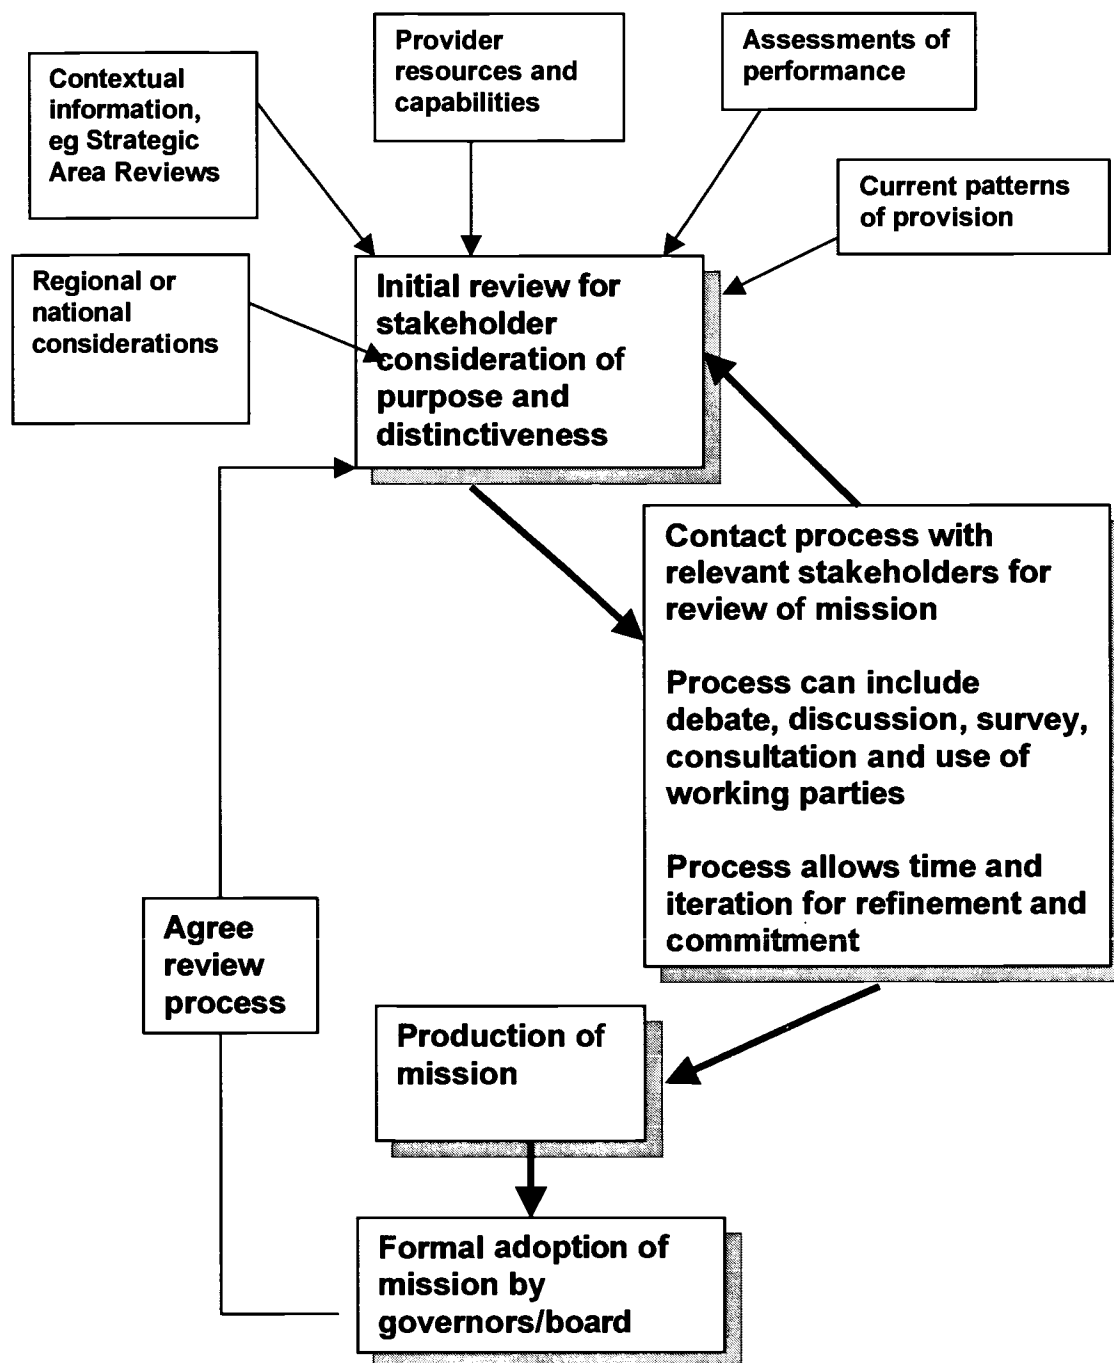 Contextual
information,
eg Strategic
Area Reviews
Provider
resources and
capabilities
Assessments of
performance
Current patterns
of provision
Regional or
national
considerations
Initial review for
stakeholder
consideration of
purpose and
distinctiveness
Contact process with
relevant stakeholders for
review of mission
Process can include
debate, discussion, survey,
consultation and use of
working parties
Process allows time and
iteration for refinement and
commitment
Agree
review
process
Production of
mission
Formal adoption of
mission by
governors/board